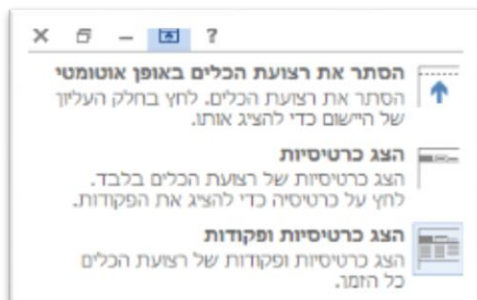 ?
הסתר את רצועת הכלים באופן אוטומטי
הסתר את רצועת הכלים. לחץ בחלק העליון
של היישום כדי להציג אותו.
הצג כרטיסיות
הצג כרטיסיות של רצועת הכלים בלבד.
לחץ על כרטיסיה כדי להציג את הפקודות.
הצג כרטיסיות ופקודות
הצג כרטיסיות ופקודות של רצועת הכלים
כל הזמן.